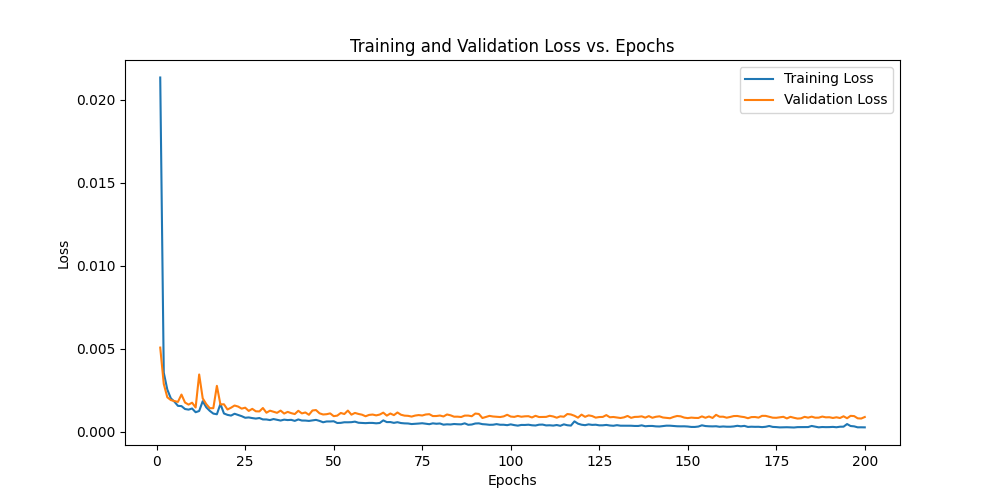 Training and Validation Loss vs. Epochs
Training Loss
Validation Loss
0.020
0.015
0.010
0.005
0.000
Loss
0 25 50 75 100 125 150 175 200
Epochs